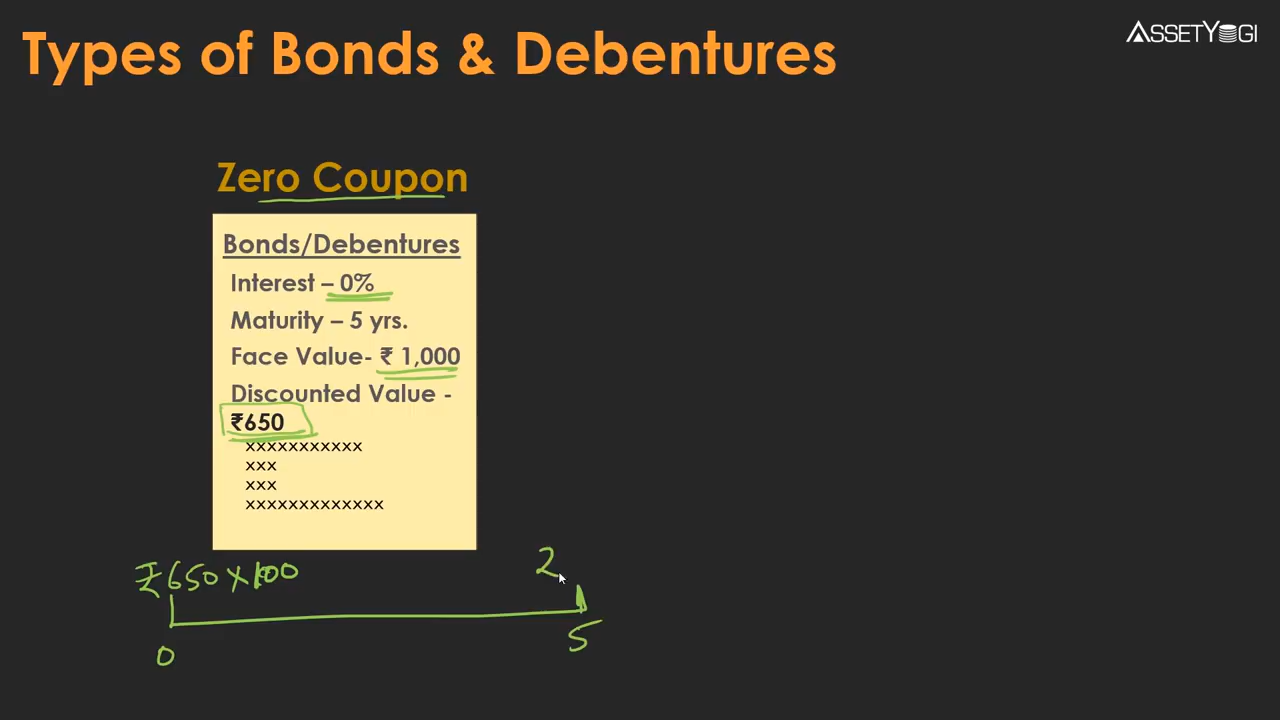 Types of Bonds & Debentures
ASSETYOGI
Zero Coupon
Bonds/Debentures
Interest – 0%
Maturity – 5 yrs.
Face Value- ₹ 1,000
Discounted Value -
₹650
xxxxxxxxxxx
xxx
xxx
xxxxxxxxxxxxx
₹650 x 100
0
5